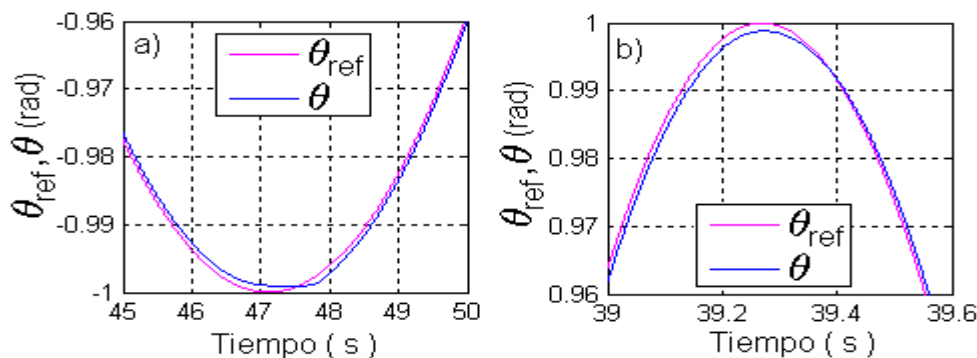 a)
θref
θ
θref, θ (rad)
-0.96
-0.97
-0.98
-0.99
-1
45 46 47 48 49 50
Tiempo ( s )
b)
θref
θ
θref, θ (rad)
1
0.99
0.98
0.97
0.96
39 39.2 39.4 39.6
Tiempo ( s )